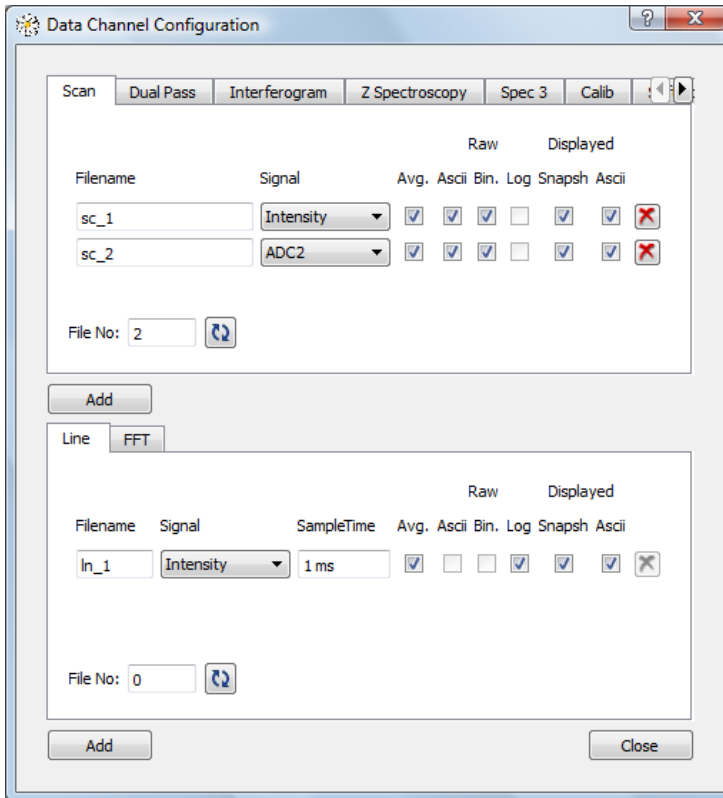 Data Channel Configuration
Scan Dual Pass Interferogram Z Spectroscopy Spec 3 Calib
Raw Displayed
Filename Signal Avg. Ascii Bin. Log Snapsh Ascii
sc_1 Intensity
sc_2 ADC2
File No: 2
Add
Line FFT
Raw Displayed
Filename Signal SampleTime Avg. Ascii Bin. Log Snapsh Ascii
ln_1 Intensity 1 ms
File No: 0
Add Close